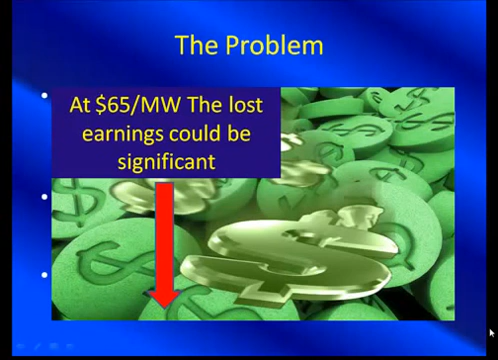 The Problem
At $65/MW The lost
earnings could be
significant